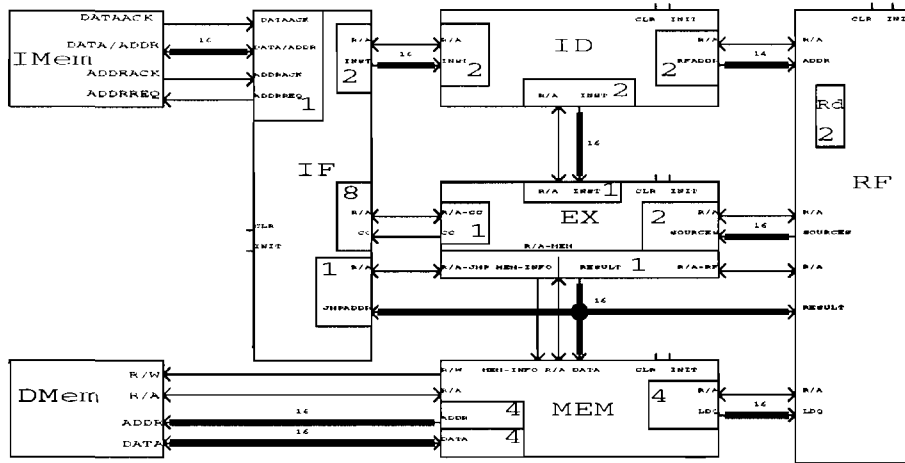 CLR INIT
CLR INIT
DATAACK
DATAACK
DATA/ADDR
16
DATA/ADDR
IMem
ADDRACK
ADDRACK
ADDRREQ
ADDRREQ
1
R/A
16
INST
2
R/A
INST
2
ID
R/A
RFADDR
2
16
R/A
ADDR
R/A INST 2
16
Rd
2
IF
RF
8
R/A
CC
R/A-CC
CC
1
R/A INST 1
CLR INIT
EX
2
R/A
SOURCES
16
R/A
SOURCES
CLR
INIT
R/A-MEM
1
R/A
R/A-JMP MEM-INFO RESULT 1 R/A-RF
R/A
JMPADDR
16
RESULT
R/W
R/W MEM-INFO R/A DATA CLR INIT
DMem
R/A
R/A
ADDR
16
ADDR
4
MEM
4
R/A
LDQ
16
R/A
LDQ
DATA
16
DATA
4